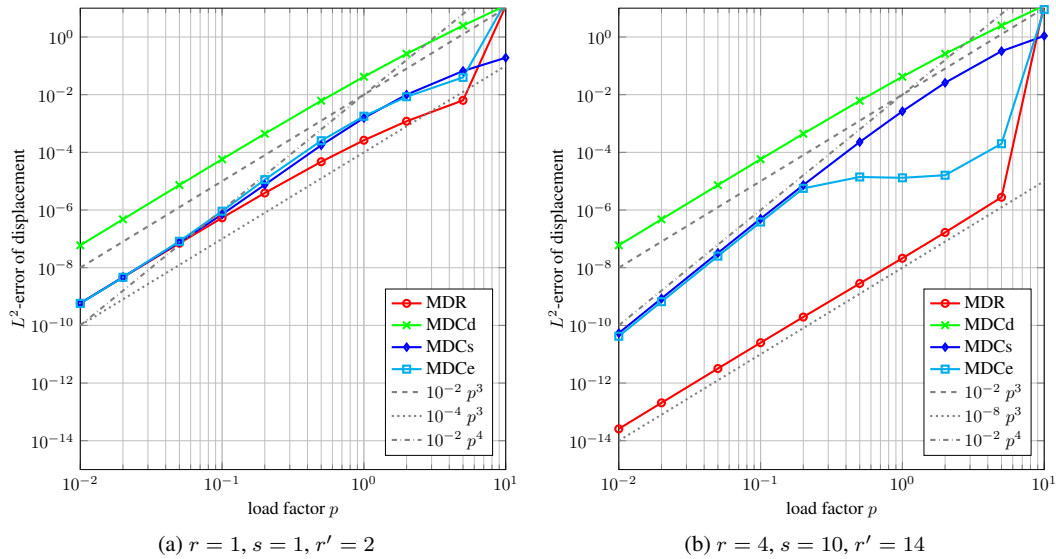 10^0
10^−2
10^−4
10^−6
10^−8
10^−10
10^−12
10^−14
L^2-error of displacement
10^−2
10^−1
10^0
10^1
load factor p
MDR
MDCd
MDCs
MDCe
10^−2 p^3
10^−4 p^3
10^−2 p^4
(a) r = 1, s = 1, r′ = 2
10^0
10^−2
10^−4
10^−6
10^−8
10^−10
10^−12
10^−14
L^2-error of displacement
10^−2
10^−1
10^0
10^1
load factor p
MDR
MDCd
MDCs
MDCe
10^−2 p^3
10^−8 p^3
10^−2 p^4
(b) r = 4, s = 10, r′ = 14